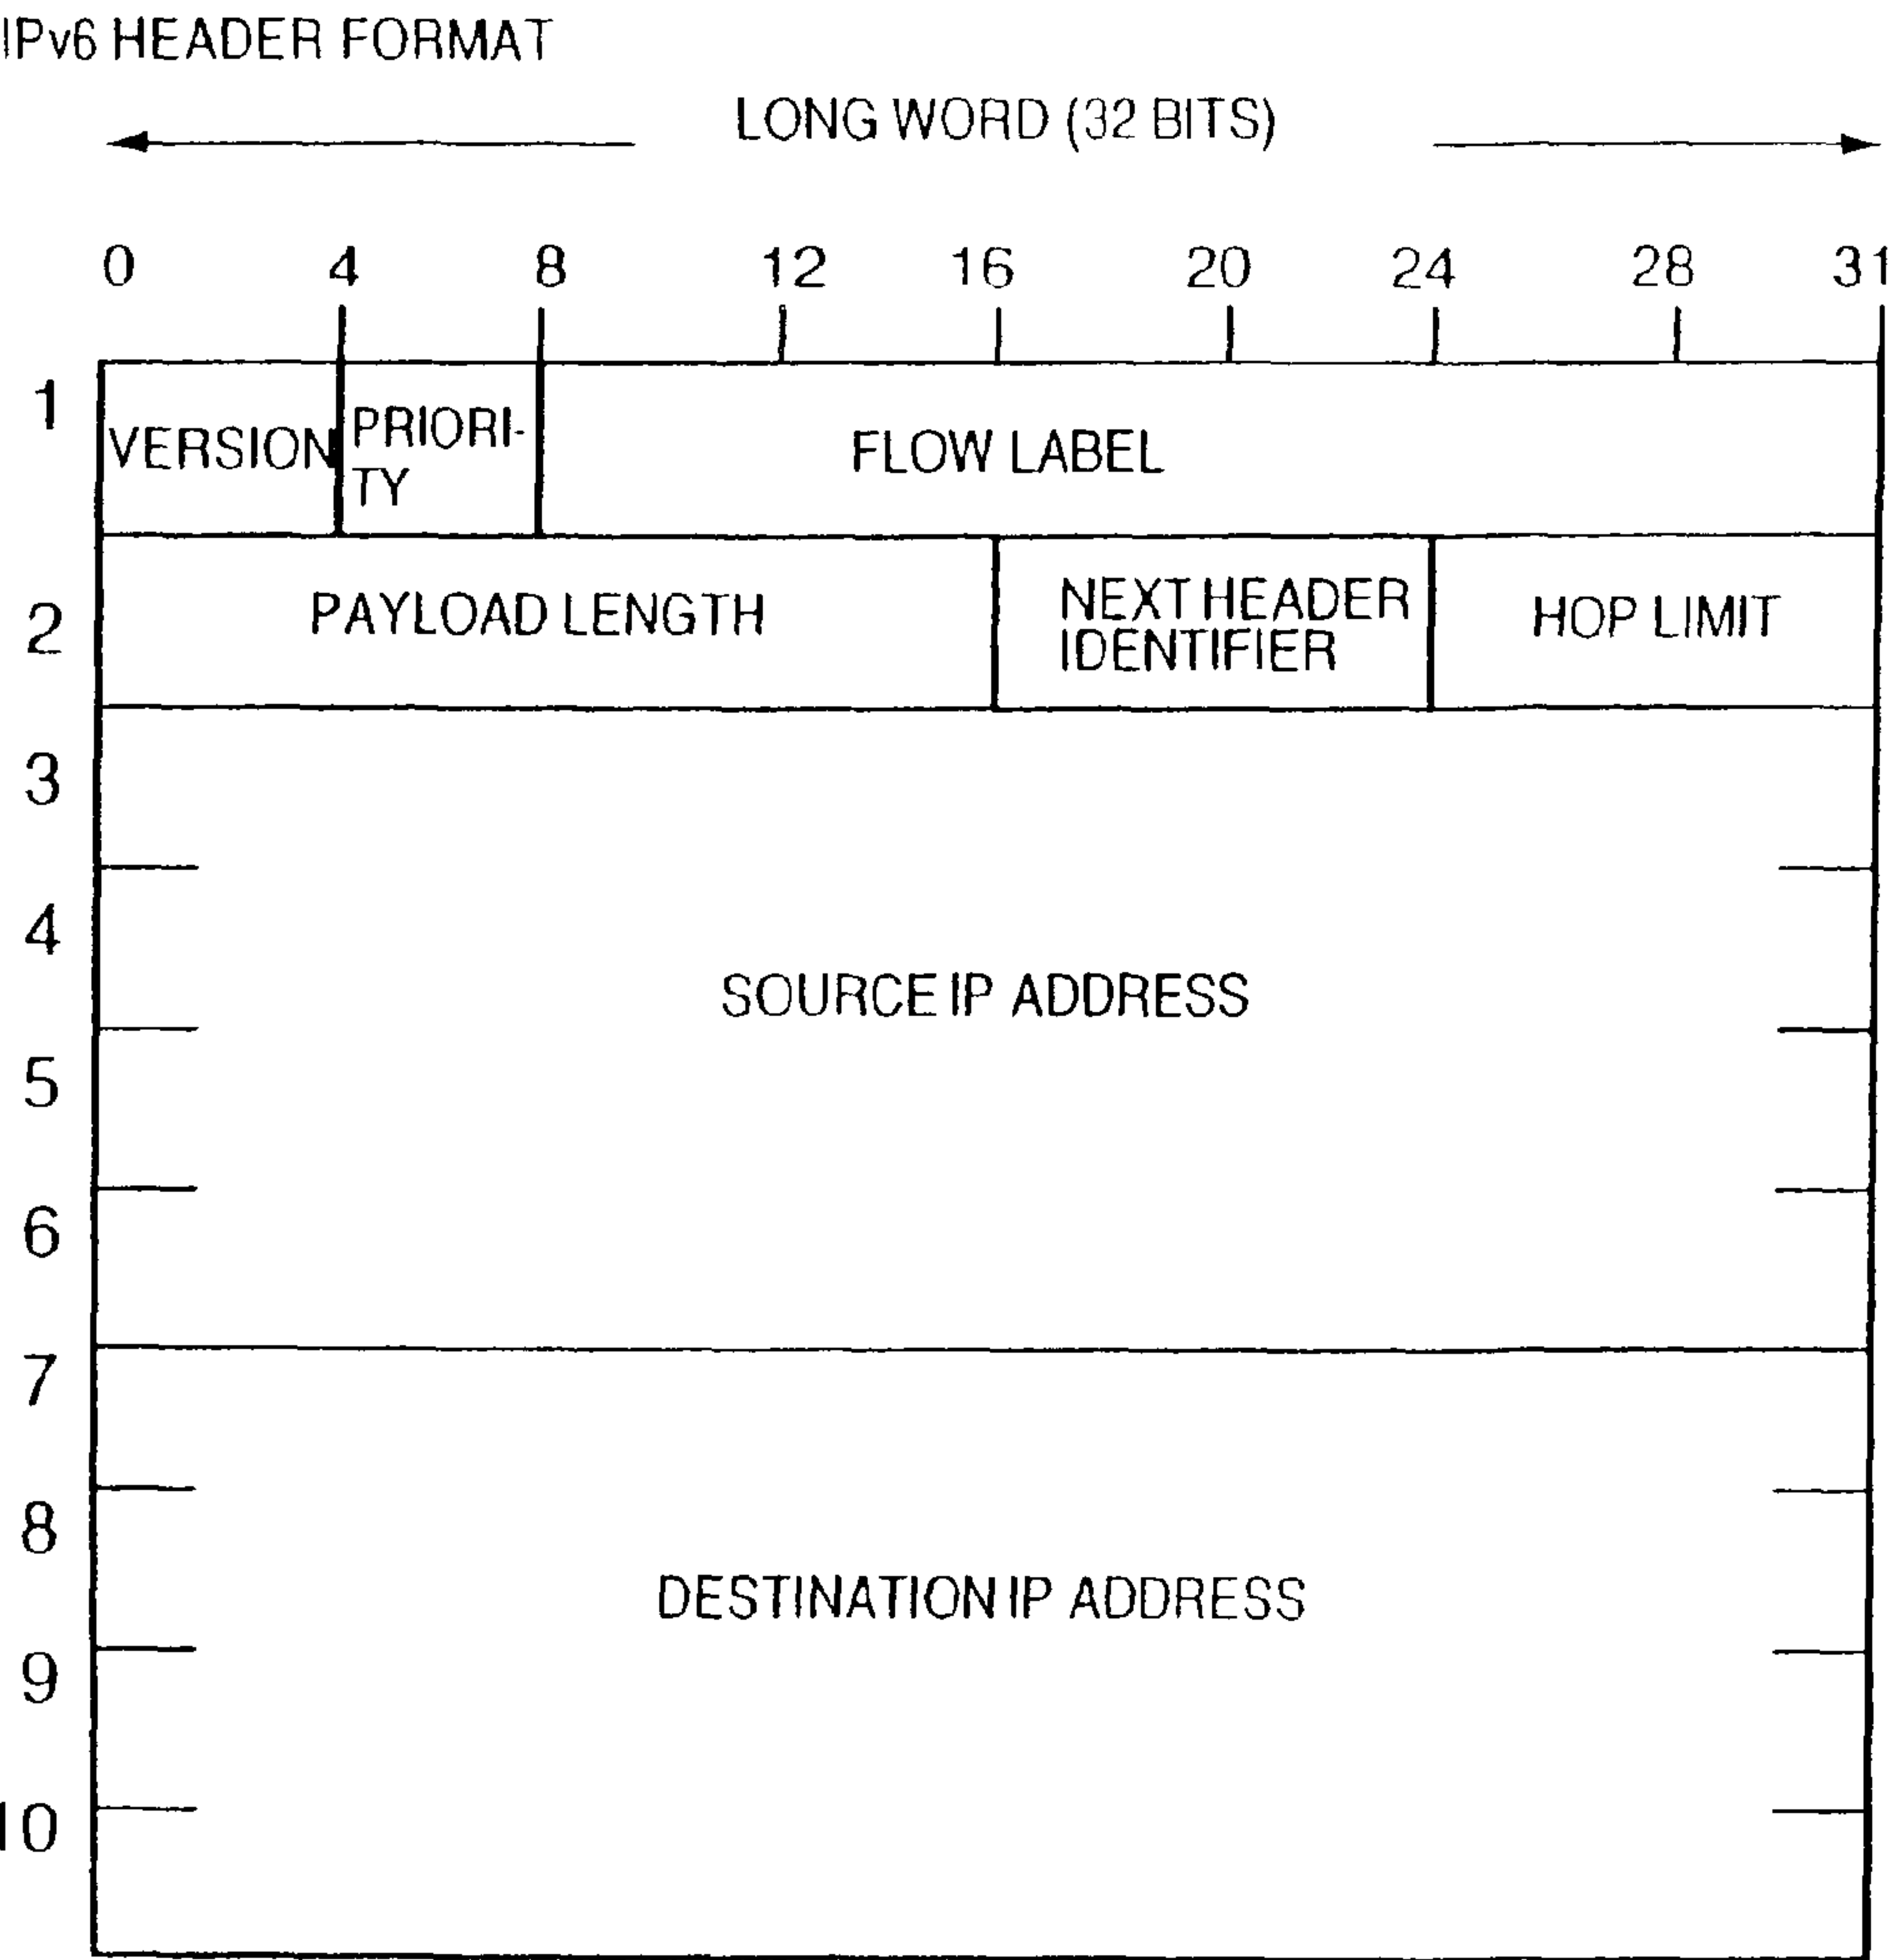 IPv6 HEADER FORMAT
LONG WORD (32 BITS)
0 4 8 12 16 20 24 28 31
1
VERSION
PRIORI-
TY
FLOW LABEL
2
PAYLOAD LENGTH
NEXT HEADER
IDENTIFIER
HOP LIMIT
3
4
SOURCE IP ADDRESS
5
6
7
8
DESTINATION IP ADDRESS
9
10